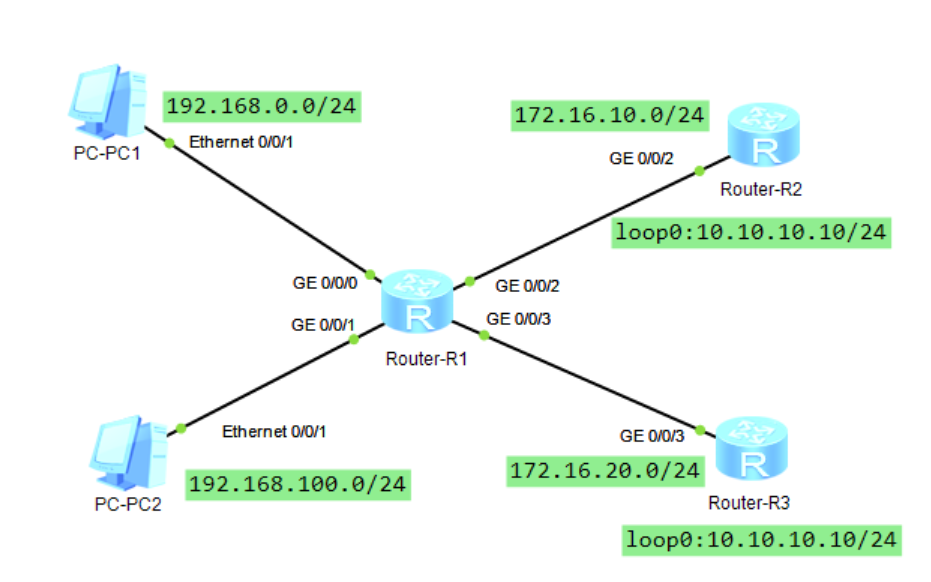 192.168.0.0/24
Ethernet 0/0/1
PC-PC1
172.16.10.0/24
GE 0/0/2
R
Router-R2
loop0:10.10.10.10/24
GE 0/0/0
GE 0/0/2
GE 0/0/1
R
GE 0/0/3
Router-R1
Ethernet 0/0/1
GE 0/0/3
192.168.100.0/24
PC-PC2
172.16.20.0/24
R
Router-R3
loop0:10.10.10.10/24